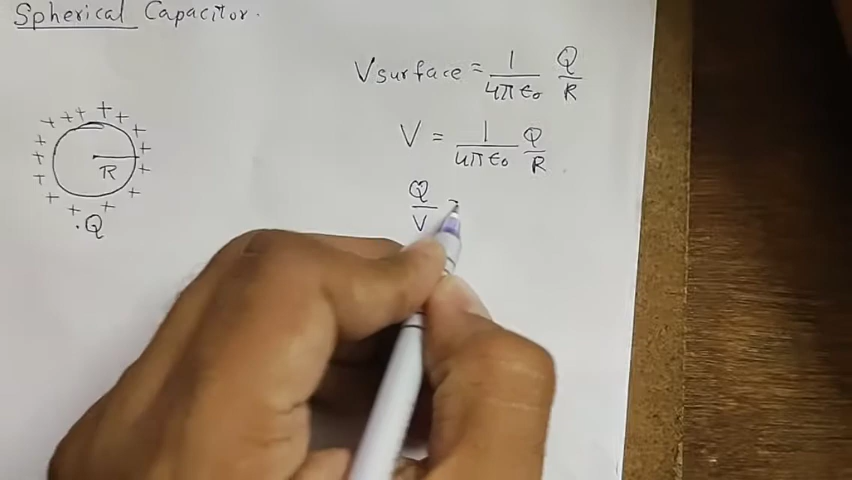 Spherical Capacitor.
Vsurface = 1/4πε₀ Q/R
V = 1/4πε₀ Q/R
Q/V =
+ + + + + + + + + + + + + + + +
R
.Q